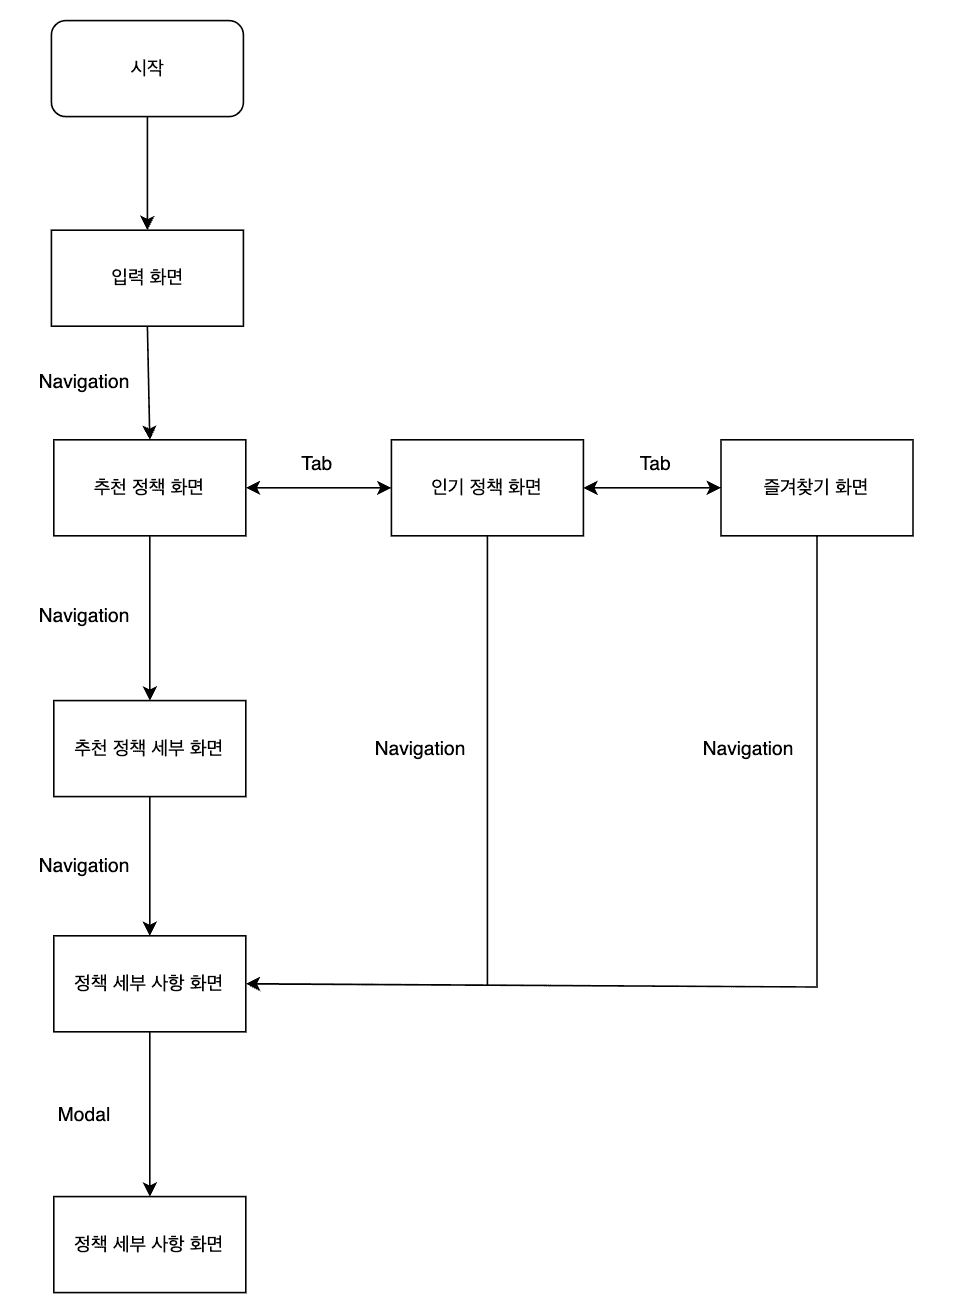 시작
입력 화면
Navigation
추천 정책 화면
Tab
인기 정책 화면
Tab
즐겨찾기 화면
Navigation
추천 정책 세부 화면
Navigation
Navigation
Navigation
정책 세부 사항 화면
Modal
정책 세부 사항 화면